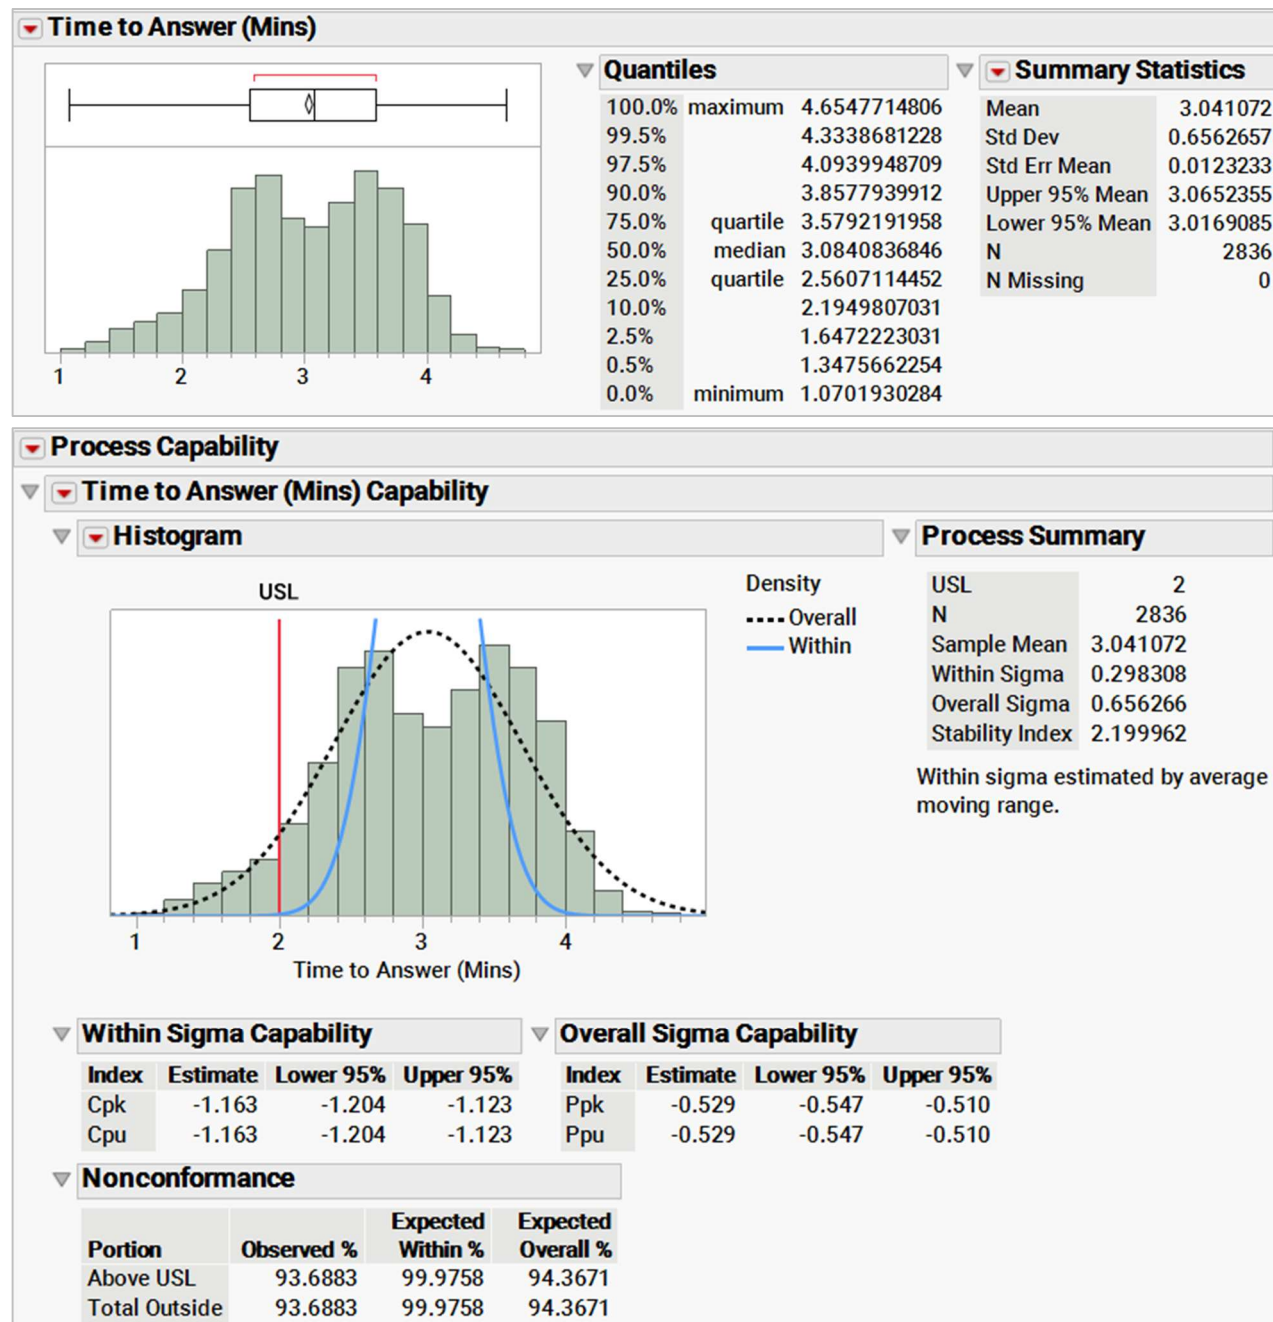 Time to Answer (Mins)
Quantiles
100.0% maximum 4.6547714806
99.5% 4.3338681228
97.5% 4.0939948709
90.0% 3.8577939912
75.0% quartile 3.5792191958
50.0% median 3.0840836846
25.0% quartile 2.5607114452
10.0% 2.1949807031
2.5% 1.6472223031
0.5% 1.3475662254
0.0% minimum 1.0701930284
Summary Statistics
Mean 3.041072
Std Dev 0.6562657
Std Err Mean 0.0123233
Upper 95% Mean 3.0652355
Lower 95% Mean 3.0169085
N 2836
N Missing 0
1 2 3 4
Process Capability
Time to Answer (Mins) Capability
Histogram
USL
Density
Overall
Within
1 2 3 4
Time to Answer (Mins)
Process Summary
USL 2
N 2836
Sample Mean 3.041072
Within Sigma 0.298308
Overall Sigma 0.656266
Stability Index 2.199962
Within sigma estimated by average
moving range.
Within Sigma Capability
Index Estimate Lower 95% Upper 95%
Cpk -1.163 -1.204 -1.123
Cpu -1.163 -1.204 -1.123
Overall Sigma Capability
Index Estimate Lower 95% Upper 95%
Ppk -0.529 -0.547 -0.510
Ppu -0.529 -0.547 -0.510
Nonconformance
Expected Expected
Portion Observed % Within % Overall %
Above USL 93.6883 99.9758 94.3671
Total Outside 93.6883 99.9758 94.3671